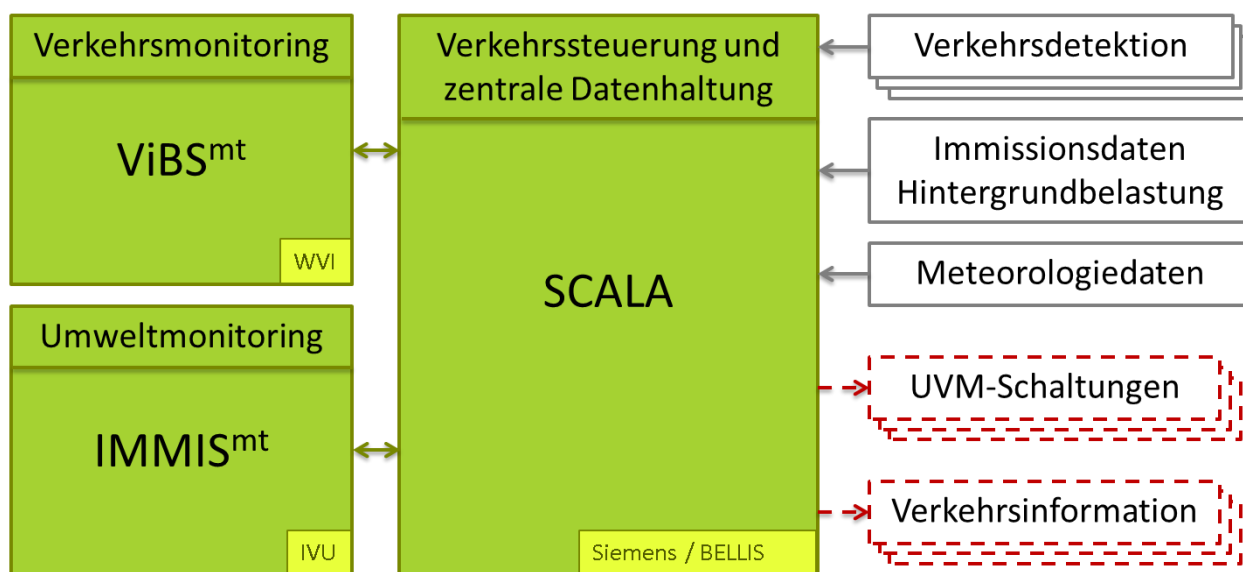 Verkehrsmonitoring
ViBSᵐᵗ
WVI
Umweltmonitoring
IMMISᵐᵗ
IVU
Verkehrssteuerung und
zentrale Datenhaltung
SCALA
Siemens / BELLIS
Verkehrsdetektion
Immissionsdaten
Hintergrundbelastung
Meteorologiedaten
UVM-Schaltungen
Verkehrsinformation